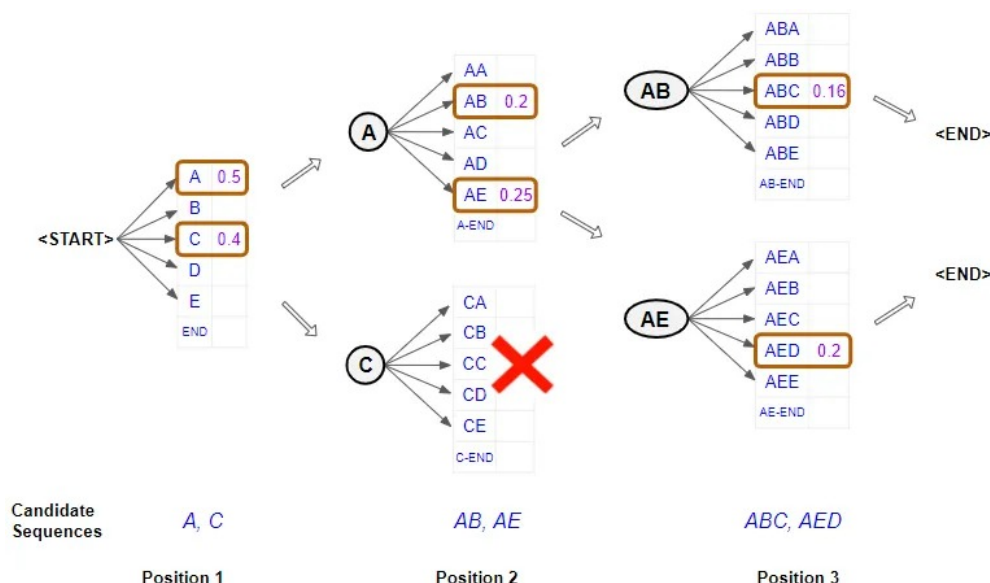 <START>
A 0.5
B
C 0.4
D
E
END
A
AA
AB 0.2
AC
AD
AE 0.25
A-END
C
CA
CB
CC
CD
CE
C-END
AB
ABA
ABB
ABC 0.16
ABD
ABE
AB-END
<END>
AE
AEA
AEB
AEC
AED 0.2
AEE
AE-END
<END>
Candidate
Sequences
A, C
AB, AE
ABC, AED
Position 1
Position 2
Position 3